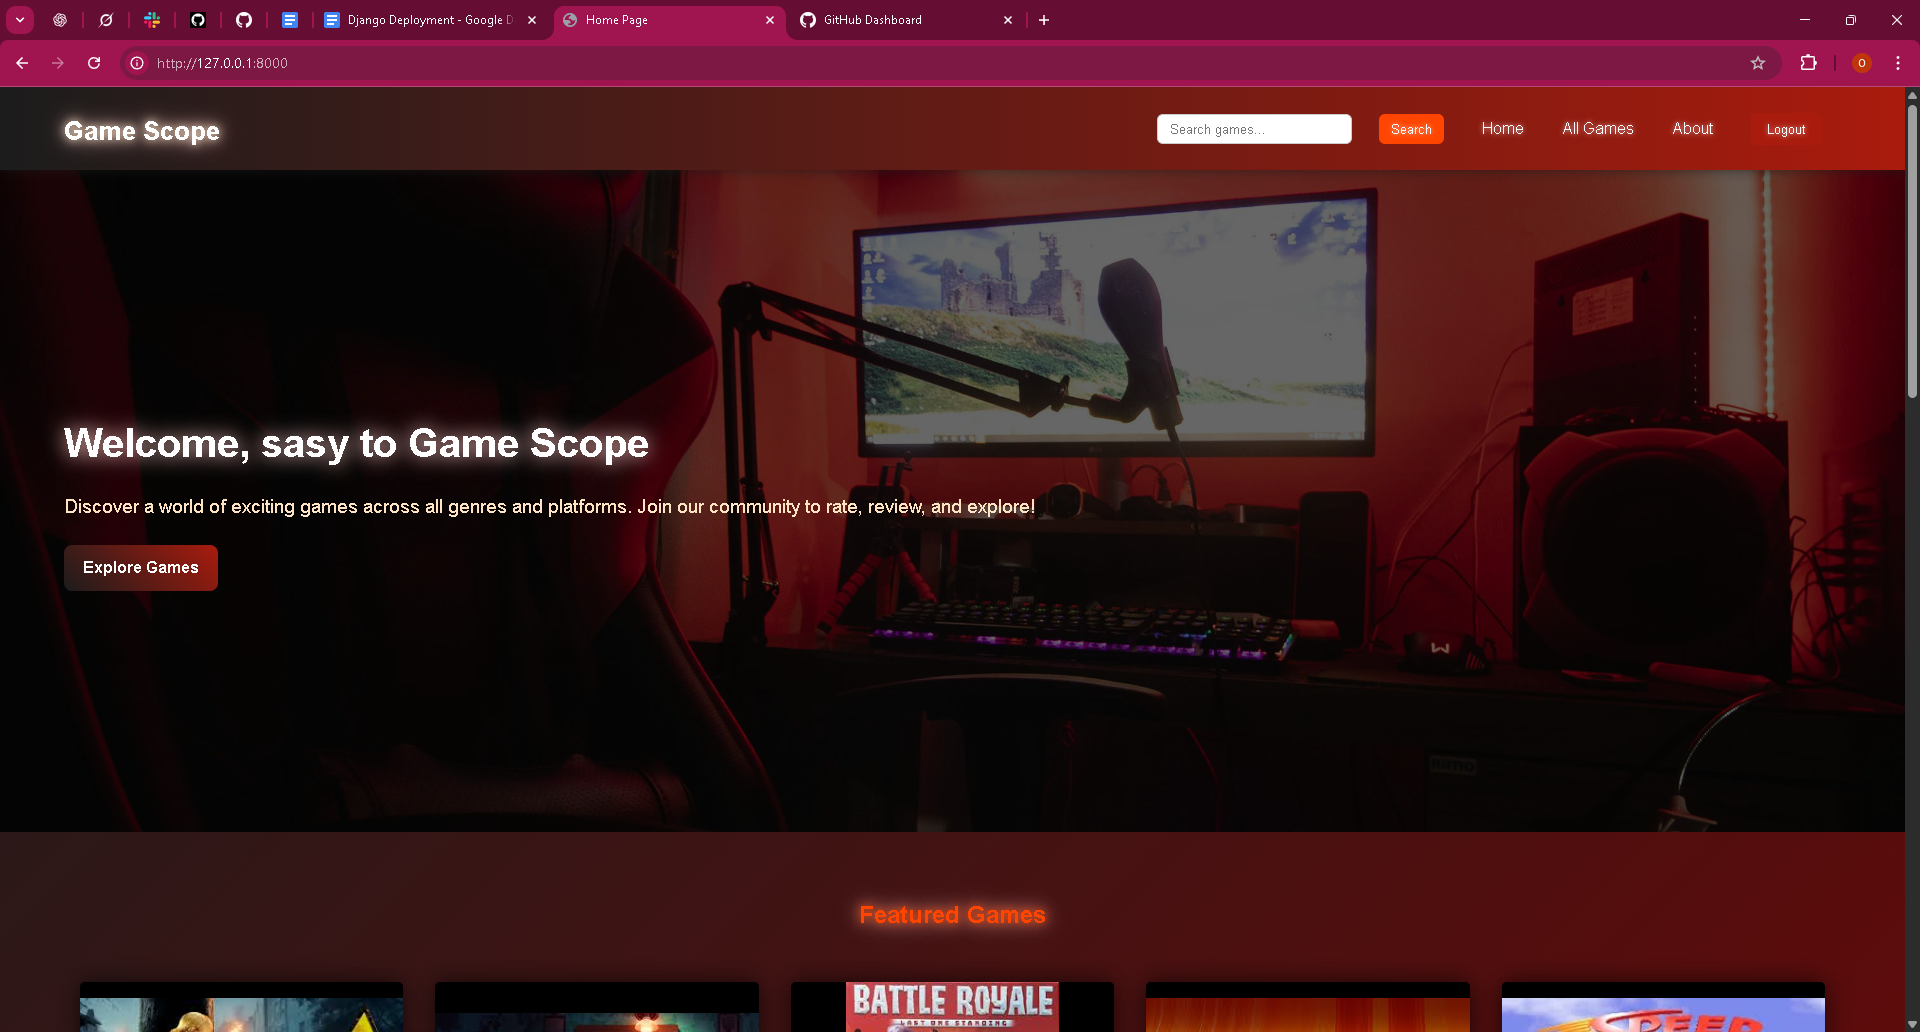 Django Deployment - Google D
Home Page
GitHub Dashboard
http://127.0.0.1:8000
O
Game Scope
Search games...
Search
Home
All Games
About
Logout
Welcome, sasy to Game Scope
Discover a world of exciting games across all genres and platforms. Join our community to rate, review, and explore!
Explore Games
Featured Games
BATTLE ROYALE
LAST ONE STANDING
SPEED